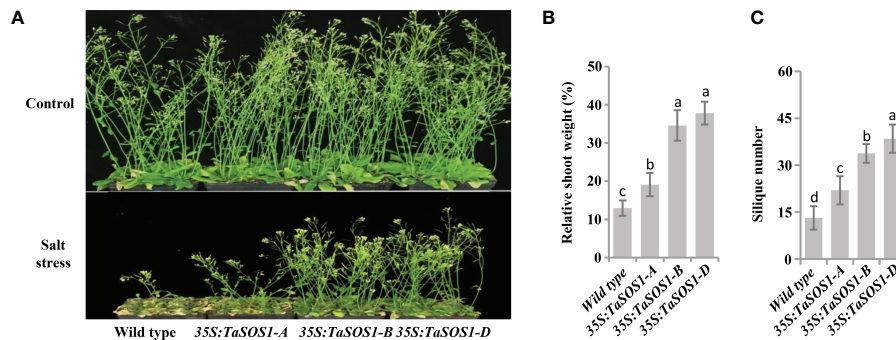 A
Control
Salt
stress
Wild type 35S:TaSOS1-A 35S:TaSOS1-B 35S:TaSOS1-D
B
Relative shoot weight (%)
50
40
30
20
10
0
c
b
a
a
Wild type
35S:TaSOS1-A
35S:TaSOS1-B
35S:TaSOS1-D
C
Silique number
60
45
30
15
0
d
c
b
a
Wild type
35S:TaSOS1-A
35S:TaSOS1-B
35S:TaSOS1-D